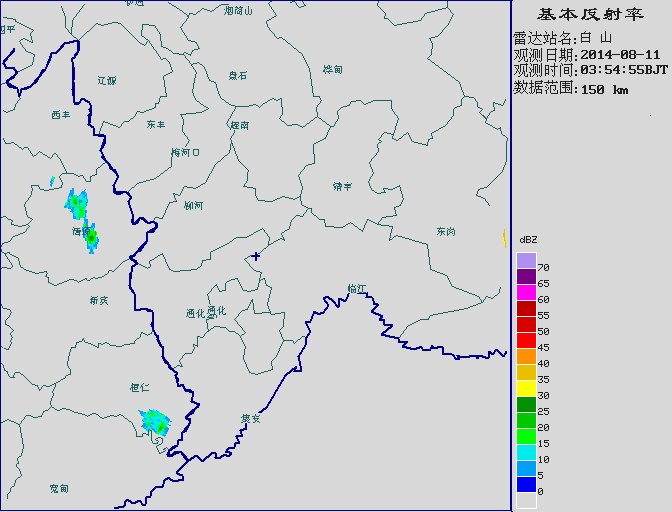 基本反射率
雷达站名:白 山
观测日期:2014-08-11
观测时间:03:54:55BJT
数据范围:150 km
四平
辽源
盘石
桦甸
西丰
东丰
辉南
梅河口
靖宇
柳河
东岗
新宾
通化
通化
临江
桓仁
集安
宽甸
dBZ
70
65
60
55
50
45
40
35
30
25
20
15
10
5
0